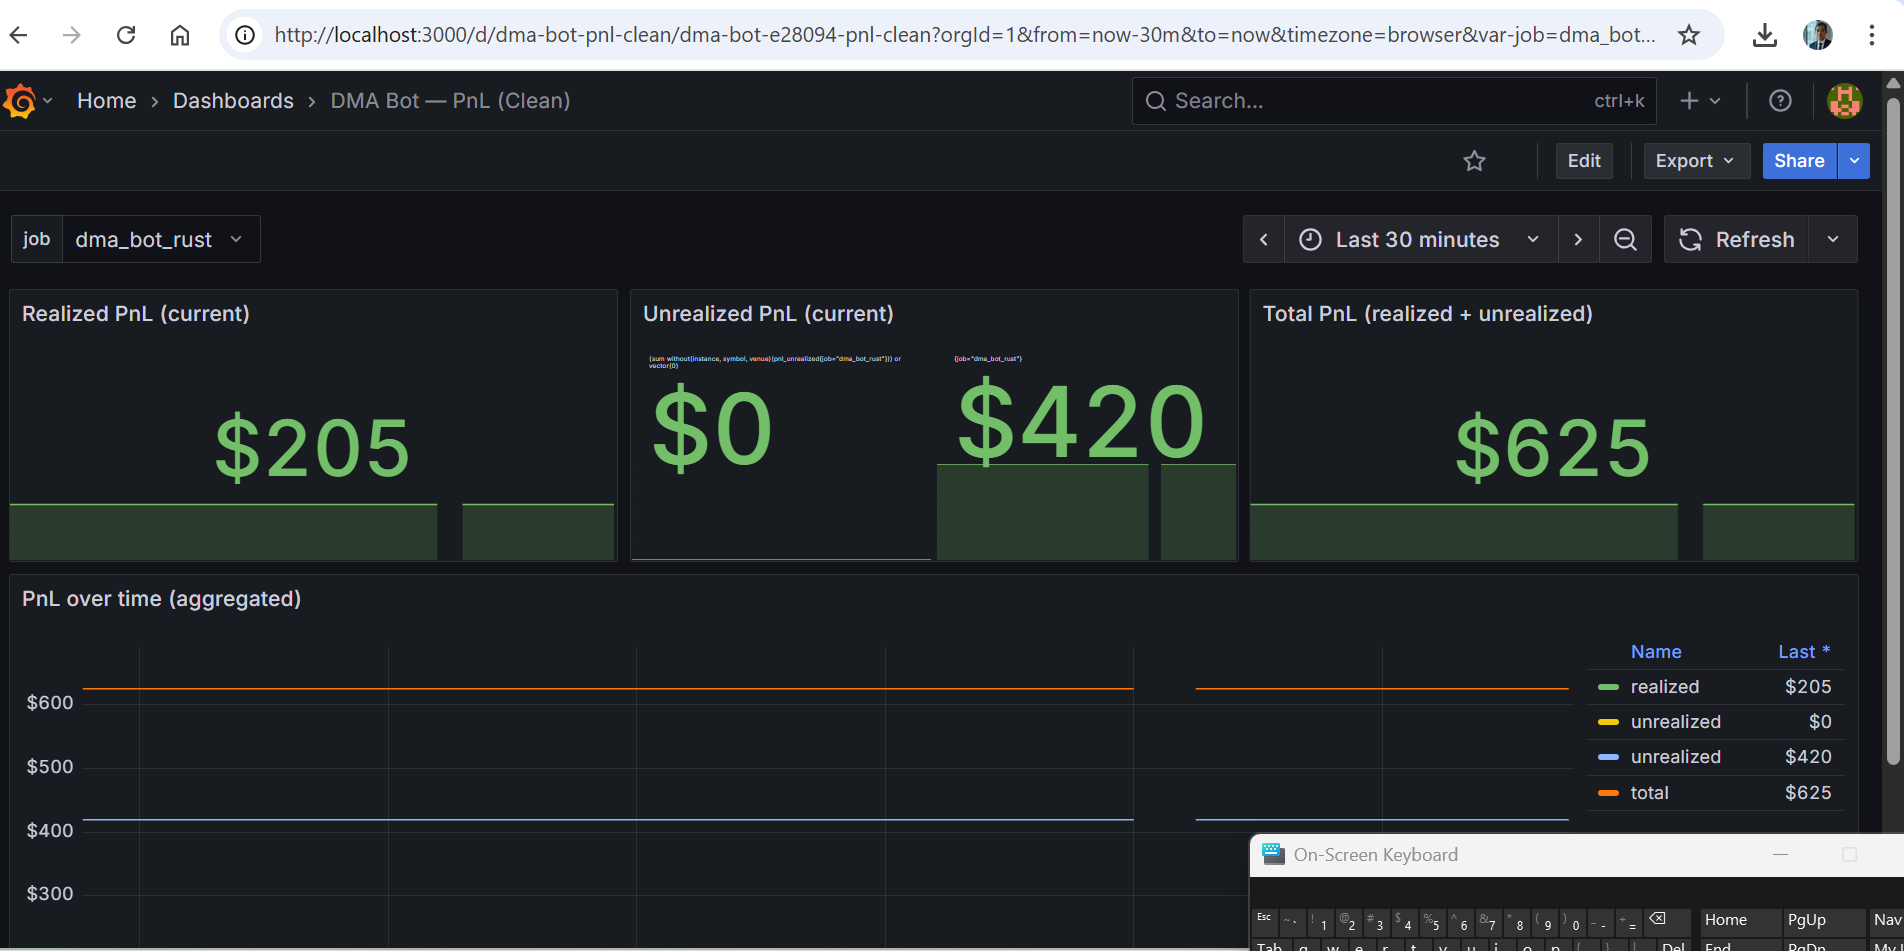 http://localhost:3000/d/dma-bot-pnl-clean/dma-bot-e28094-pnl-clean?orgId=1&from=now-30m&to=now&timezone=browser&var-job=dma_bot...
Home › Dashboards › DMA Bot — PnL (Clean)
Search...
ctrl+k
Edit
Export
Share
job
dma_bot_rust
Last 30 minutes
Refresh
Realized PnL (current)
$205
Unrealized PnL (current)
(sum without(instance, symbol, venue)(pnl_unrealized{job="dma_bot_rust"})) or
vector(0)
$0
{job="dma_bot_rust"}
$420
Total PnL (realized + unrealized)
$625
PnL over time (aggregated)
$600
$500
$400
$300
Name Last *
realized $205
unrealized $0
unrealized $420
total $625
On-Screen Keyboard
Esc ~ ` ! 1 @ 2 # 3 $ 4 % 5 ^ 6 & 7 * 8 ( 9 ) 0 _ - + = Home PgUp Nav
Tab q w e r t y u i o p { } | Del End PgDn Mv